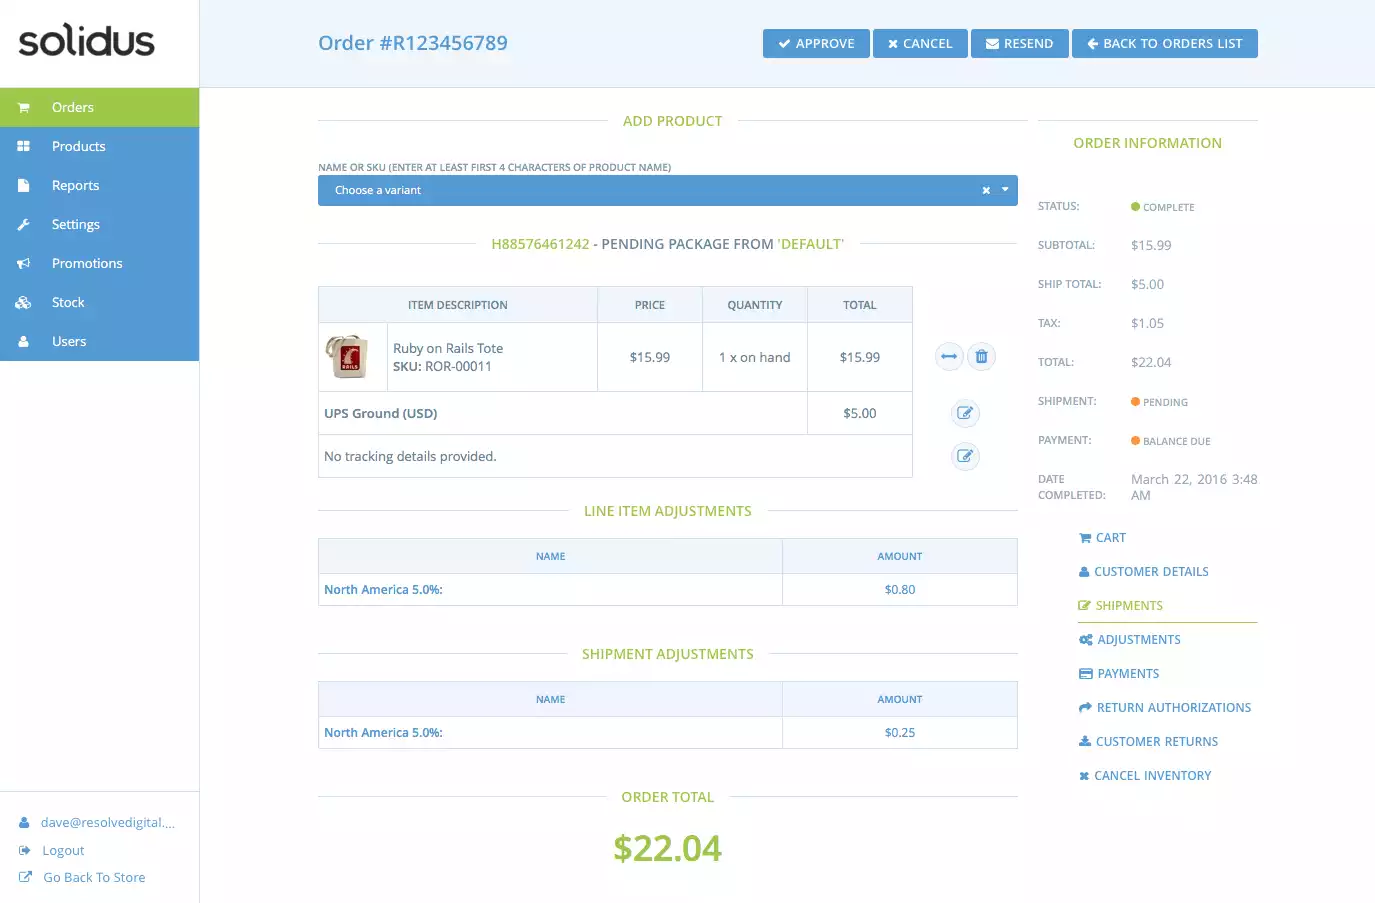 solidus
Orders
Products
Reports
Settings
Promotions
Stock
Users
dave@resolvedigital.…
Logout
Go Back To Store
Order #R123456789
APPROVE
CANCEL
RESEND
BACK TO ORDERS LIST
ADD PRODUCT
NAME OR SKU (ENTER AT LEAST FIRST 4 CHARACTERS OF PRODUCT NAME)
Choose a variant
H88576461242 - PENDING PACKAGE FROM 'DEFAULT'
ITEM DESCRIPTION PRICE QUANTITY TOTAL
RAILS
Ruby on Rails Tote
SKU: ROR-00011
$15.99 1 x on hand $15.99
UPS Ground (USD) $5.00
No tracking details provided.
LINE ITEM ADJUSTMENTS
NAME AMOUNT
North America 5.0%: $0.80
SHIPMENT ADJUSTMENTS
NAME AMOUNT
North America 5.0%: $0.25
ORDER TOTAL
$22.04
ORDER INFORMATION
STATUS: COMPLETE
SUBTOTAL: $15.99
SHIP TOTAL: $5.00
TAX: $1.05
TOTAL: $22.04
SHIPMENT: PENDING
PAYMENT: BALANCE DUE
DATE COMPLETED: March 22, 2016 3:48 AM
CART
CUSTOMER DETAILS
SHIPMENTS
ADJUSTMENTS
PAYMENTS
RETURN AUTHORIZATIONS
CUSTOMER RETURNS
CANCEL INVENTORY